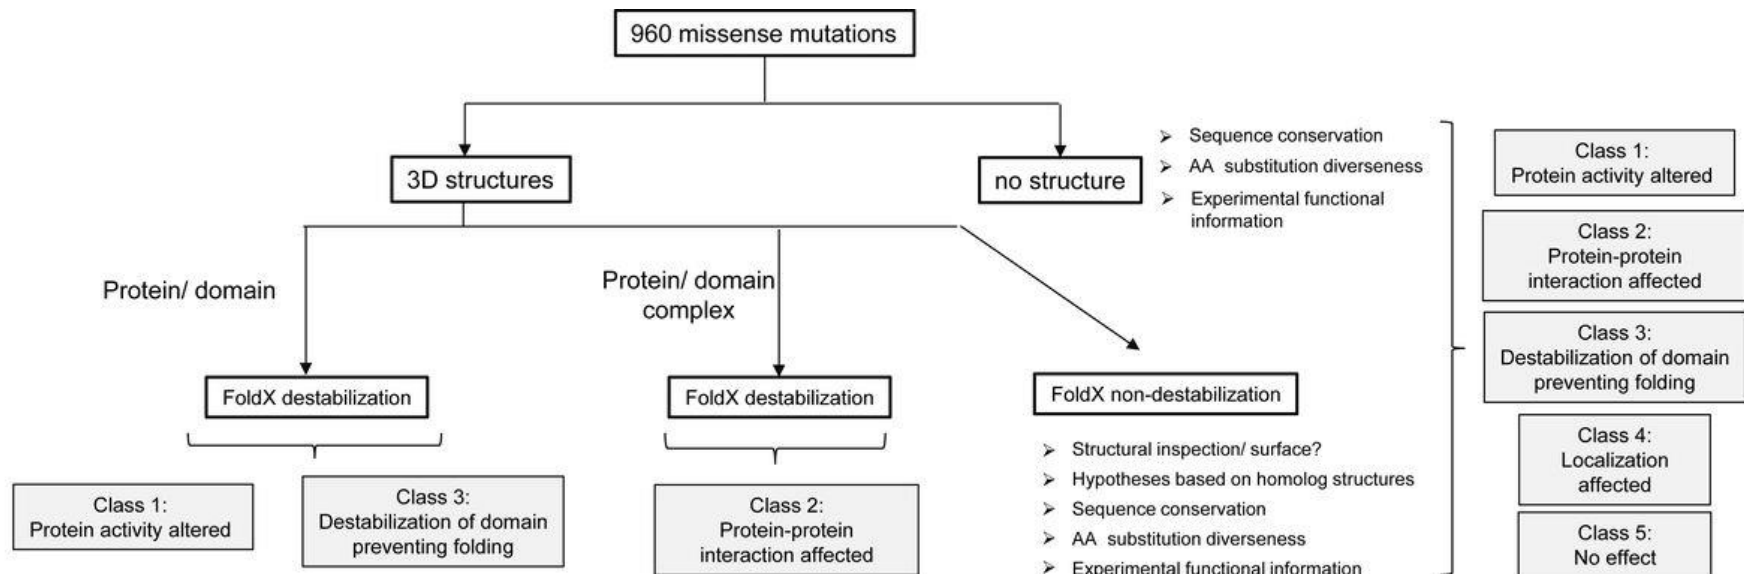 960 missense mutations
3D structures
no structure
➢ Sequence conservation
➢ AA substitution diverseness
➢ Experimental functional
information
Protein/ domain
Protein/ domain
complex
FoldX destabilization
FoldX destabilization
FoldX non-destabilization
Class 1:
Protein activity altered
Class 3:
Destabilization of domain
preventing folding
Class 2:
Protein-protein
interaction affected
➢ Structural inspection/ surface?
➢ Hypotheses based on homolog structures
➢ Sequence conservation
➢ AA substitution diverseness
➢ Experimental functional information
Class 1:
Protein activity altered
Class 2:
Protein-protein
interaction affected
Class 3:
Destabilization of domain
preventing folding
Class 4:
Localization
affected
Class 5:
No effect